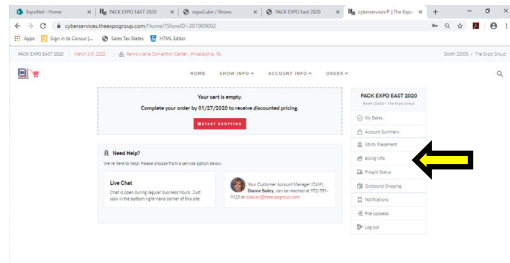 ExpoNet - Home
PACK EXPO EAST 2020
expoCube / Shows
PACK EXPO EAST 2020
cyberservices® | The Expo
cyberservices.theexpogroup.com/Home/?ShowID=201909002
Apps
Sign in to Concur |...
Sales Tax States
HTML Editor
PACK EXPO EAST 2020
March 3-5, 2020
Pennsylvania Convention Center | Philadelphia, PA
Booth 20000 - The Expo Group
HOME
SHOW INFO
ACCOUNT INFO
ORDER
Your cart is empty.
Complete your order by 01/27/2020 to receive discounted pricing.
START SHOPPING
PACK EXPO EAST 2020
Booth 20000 - The Expo Group
My Dates
Account Summary
Utility Placement
Billing Info
Freight Status
Outbound Shipping
Notifications
File Uploads
Log out
Need Help?
We're here to help! Please choose from a service option below.
Live Chat
Chat is open during regular business hours. Just
look in the bottom right-hand corner of this site.
Your Customer Account Manager (CAM),
can be reached at